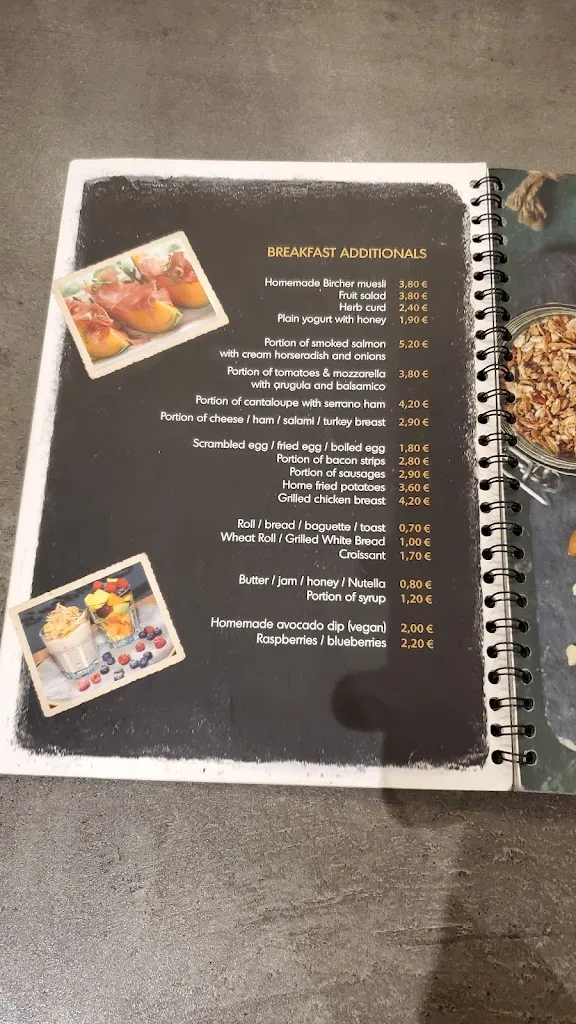 BREAKFAST ADDITIONALS
Homemade Bircher muesli 3,80 €
Fruit salad 3,80 €
Herb curd 2,40 €
Plain yogurt with honey 1,90 €
Portion of smoked salmon 5,20 €
with cream horseradish and onions
Portion of tomatoes & mozzarella 3,80 €
with arugula and balsamico
Portion of cantaloupe with serrano ham 4,20 €
Portion of cheese / ham / salami / turkey breast 2,90 €
Scrambled egg / fried egg / boiled egg 1,80 €
Portion of bacon strips 2,80 €
Portion of sausages 2,90 €
Home fried potatoes 3,60 €
Grilled chicken breast 4,20 €
Roll / bread / baguette / toast 0,70 €
Wheat Roll / Grilled White Bread 1,00 €
Croissant 1,70 €
Butter / jam / honey / Nutella 0,80 €
Portion of syrup 1,20 €
Homemade avocado dip (vegan) 2,00 €
Raspberries / blueberries 2,20 €